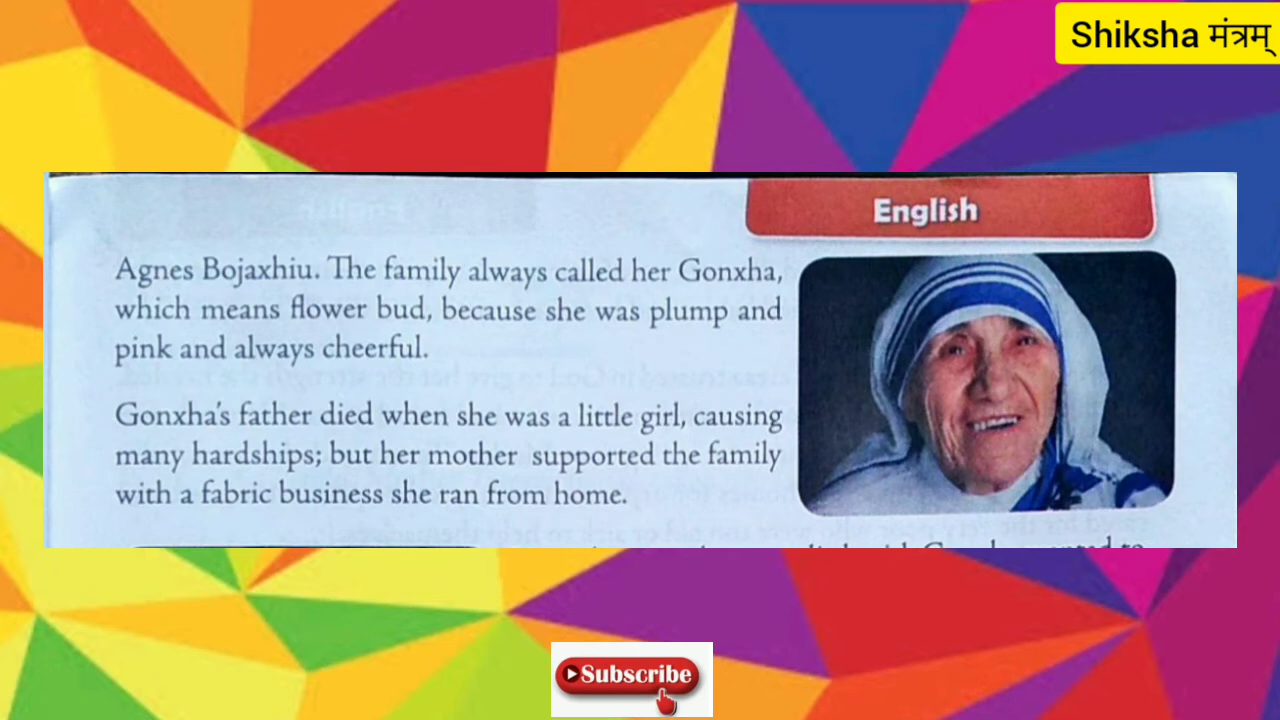 Shiksha मंत्रम्
English
Agnes Bojaxhiu. The family always called her Gonxha,
which means flower bud, because she was plump and
pink and always cheerful.
Gonxha's father died when she was a little girl, causing
many hardships; but her mother supported the family
with a fabric business she ran from home.
Subscribe